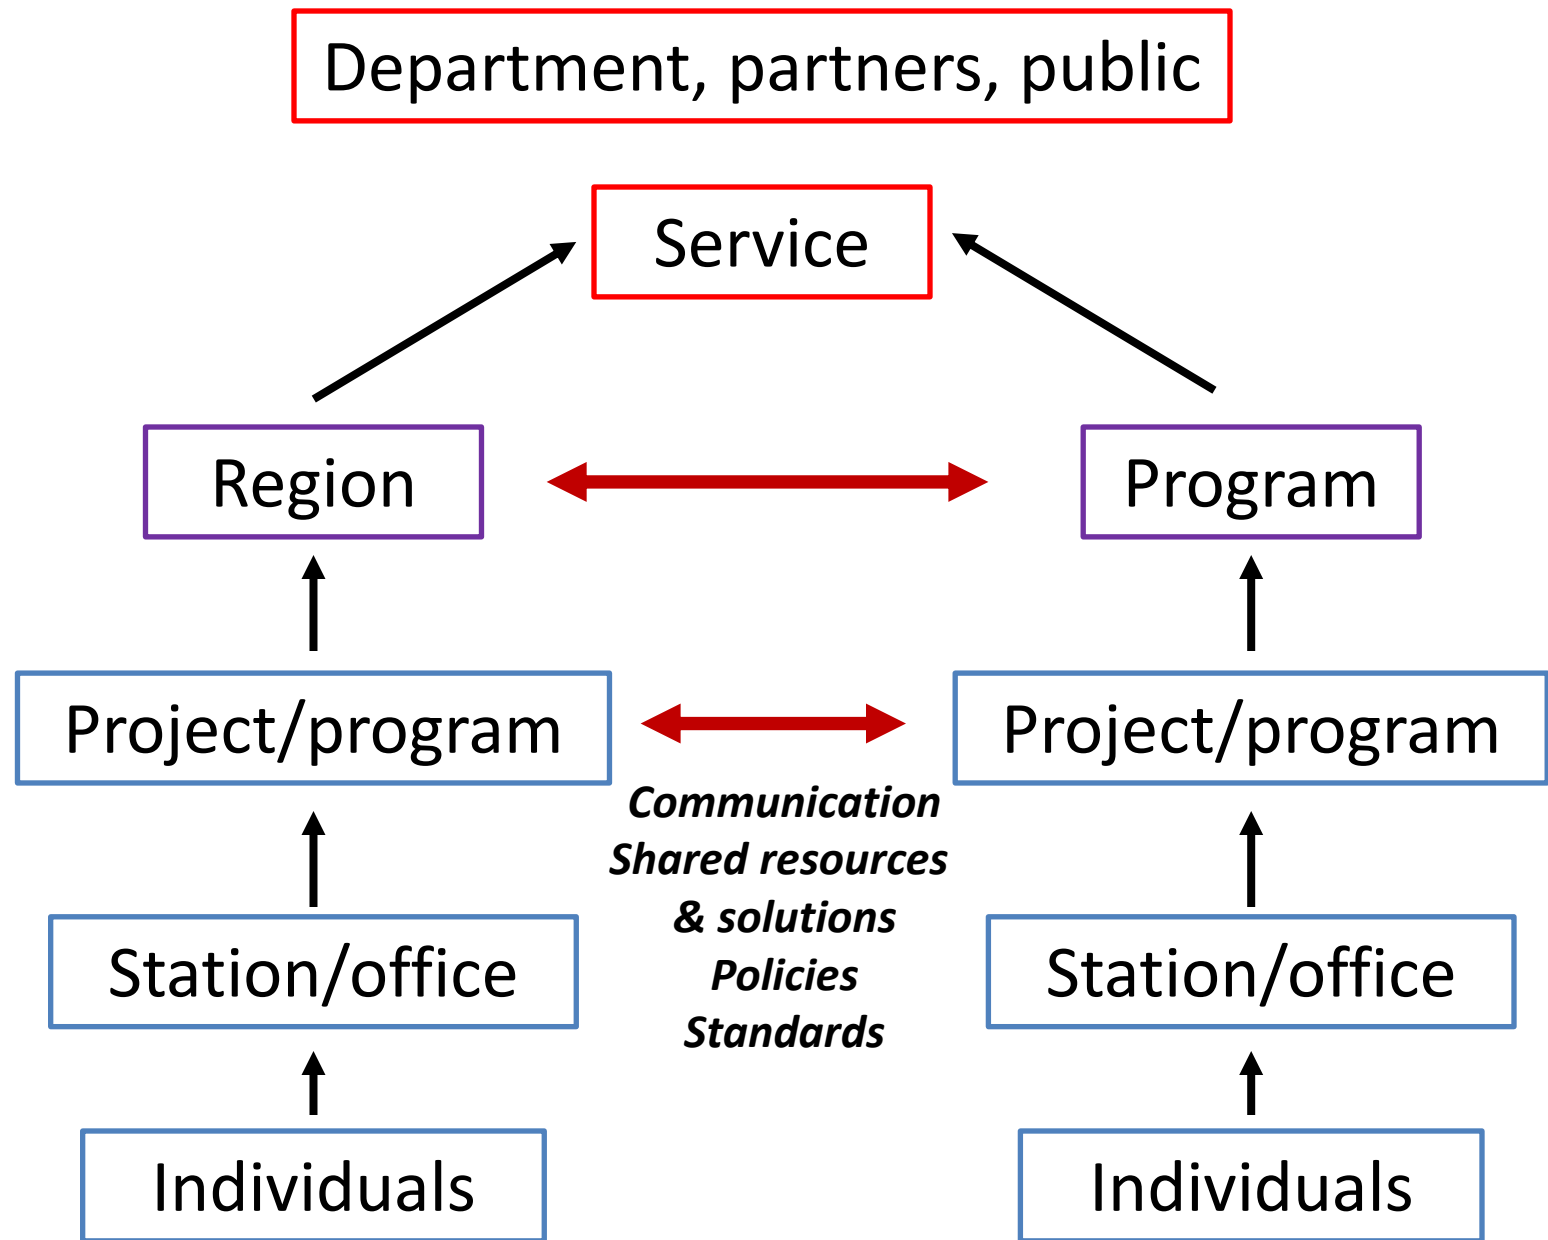 Department, partners, public
Service
Region
Program
Project/program
Project/program
Communication
Shared resources
& solutions
Policies
Standards
Station/office
Station/office
Individuals
Individuals